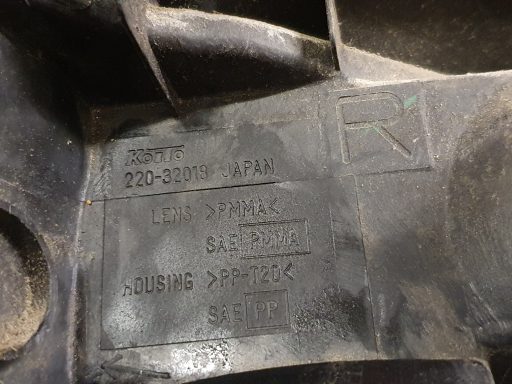 KOITO
220-32019 JAPAN
R
LENS >PMMA<
SAE PMMA
HOUSING >PP-T20<
SAE PP